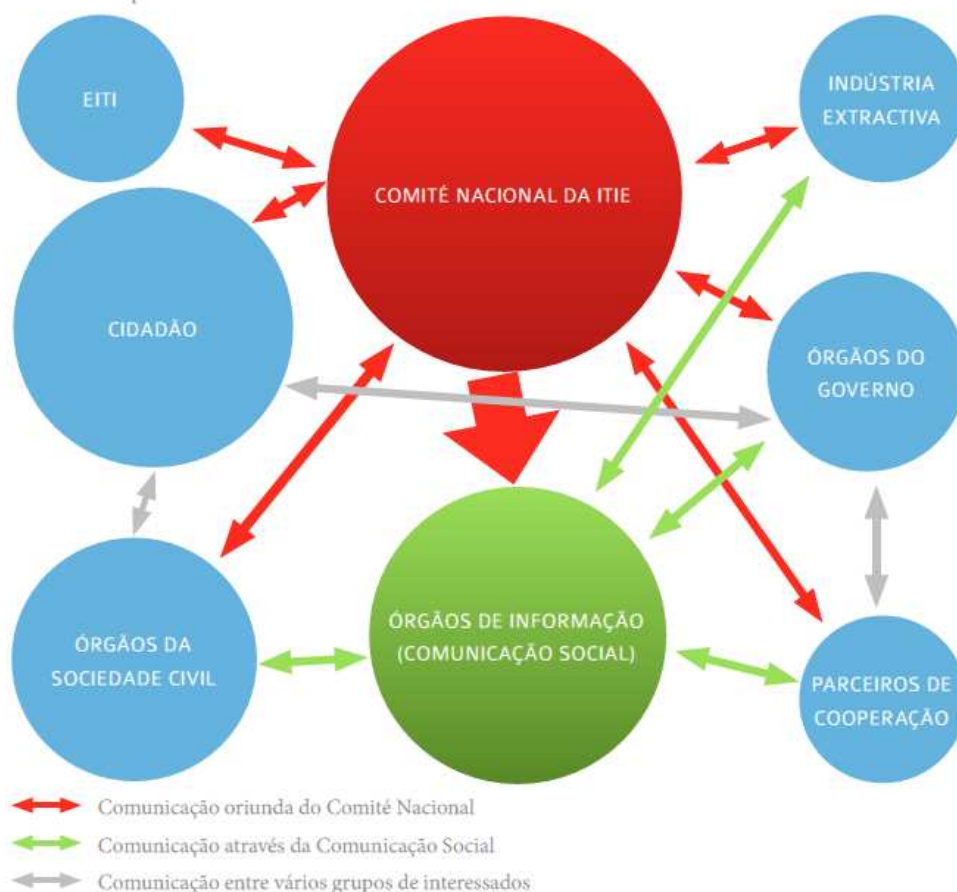 EITI
COMITÉ NACIONAL DA ITIE
INDÚSTRIA
EXTRACTIVA
CIDADÃO
ÓRGÃOS DO
GOVERNO
ÓRGÃOS DA
SOCIEDADE CIVIL
ÓRGÃOS DE INFORMAÇÃO
(COMUNICAÇÃO SOCIAL)
PARCEIROS DE
COOPERAÇÃO
Comunicação oriunda do Comité Nacional
Comunicação através da Comunicação Social
Comunicação entre vários grupos de interessados